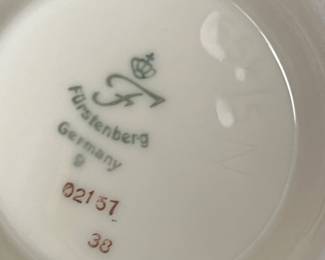 F
Fürstenberg
Germany
9
02157
38